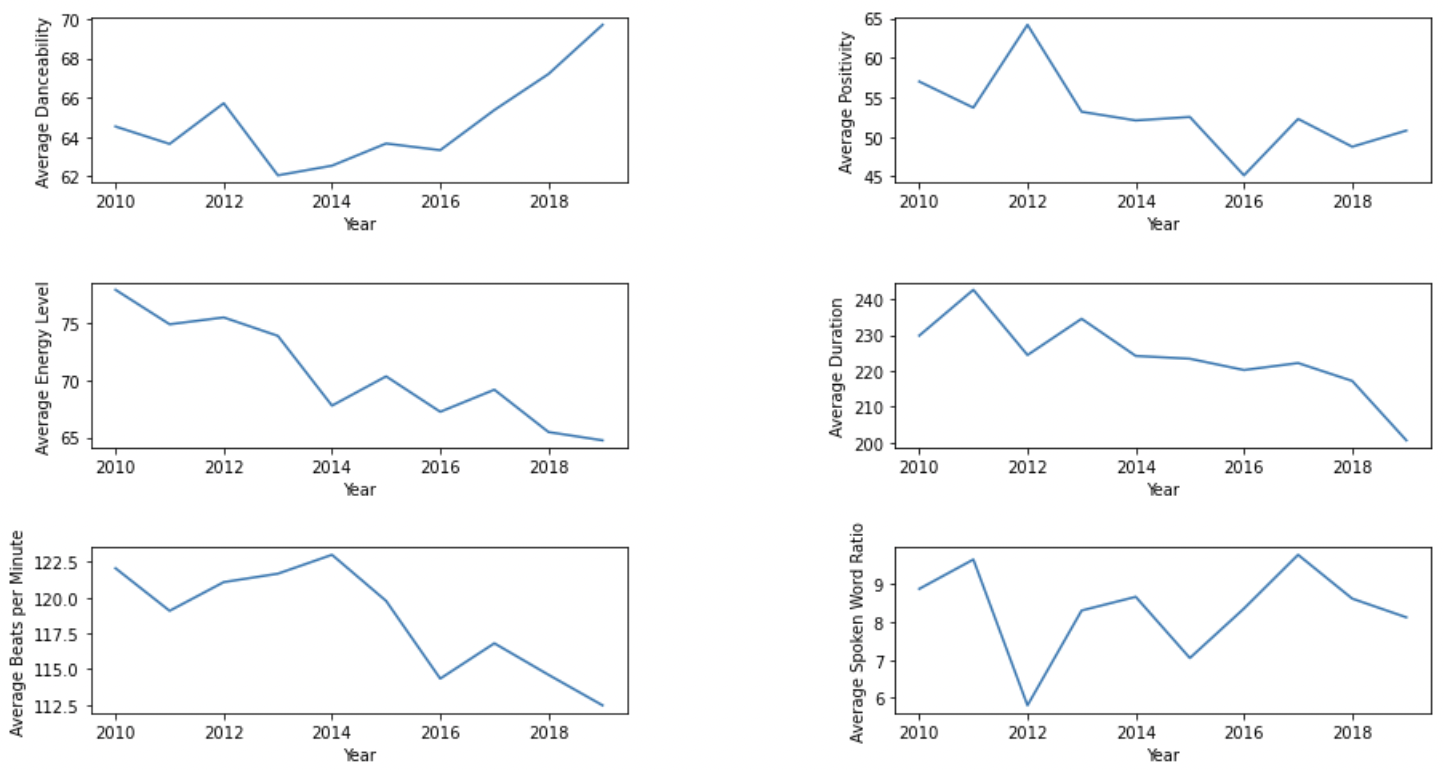 Average Danceability
70
68
66
64
62
2010 2012 2014 2016 2018
Year
Average Positivity
65
60
55
50
45
2010 2012 2014 2016 2018
Year
Average Energy Level
75
70
65
2010 2012 2014 2016 2018
Year
Average Duration
240
230
220
210
200
2010 2012 2014 2016 2018
Year
Average Beats per Minute
122.5
120.0
117.5
115.0
112.5
2010 2012 2014 2016 2018
Year
Average Spoken Word Ratio
9
8
7
6
2010 2012 2014 2016 2018
Year